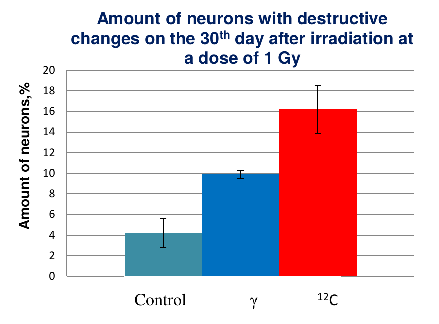 Amount of neurons with destructive
changes on the 30th day after irradiation at
a dose of 1 Gy
Amount of neurons,%
20
18
16
14
12
10
8
6
4
2
0
Control γ ¹²C